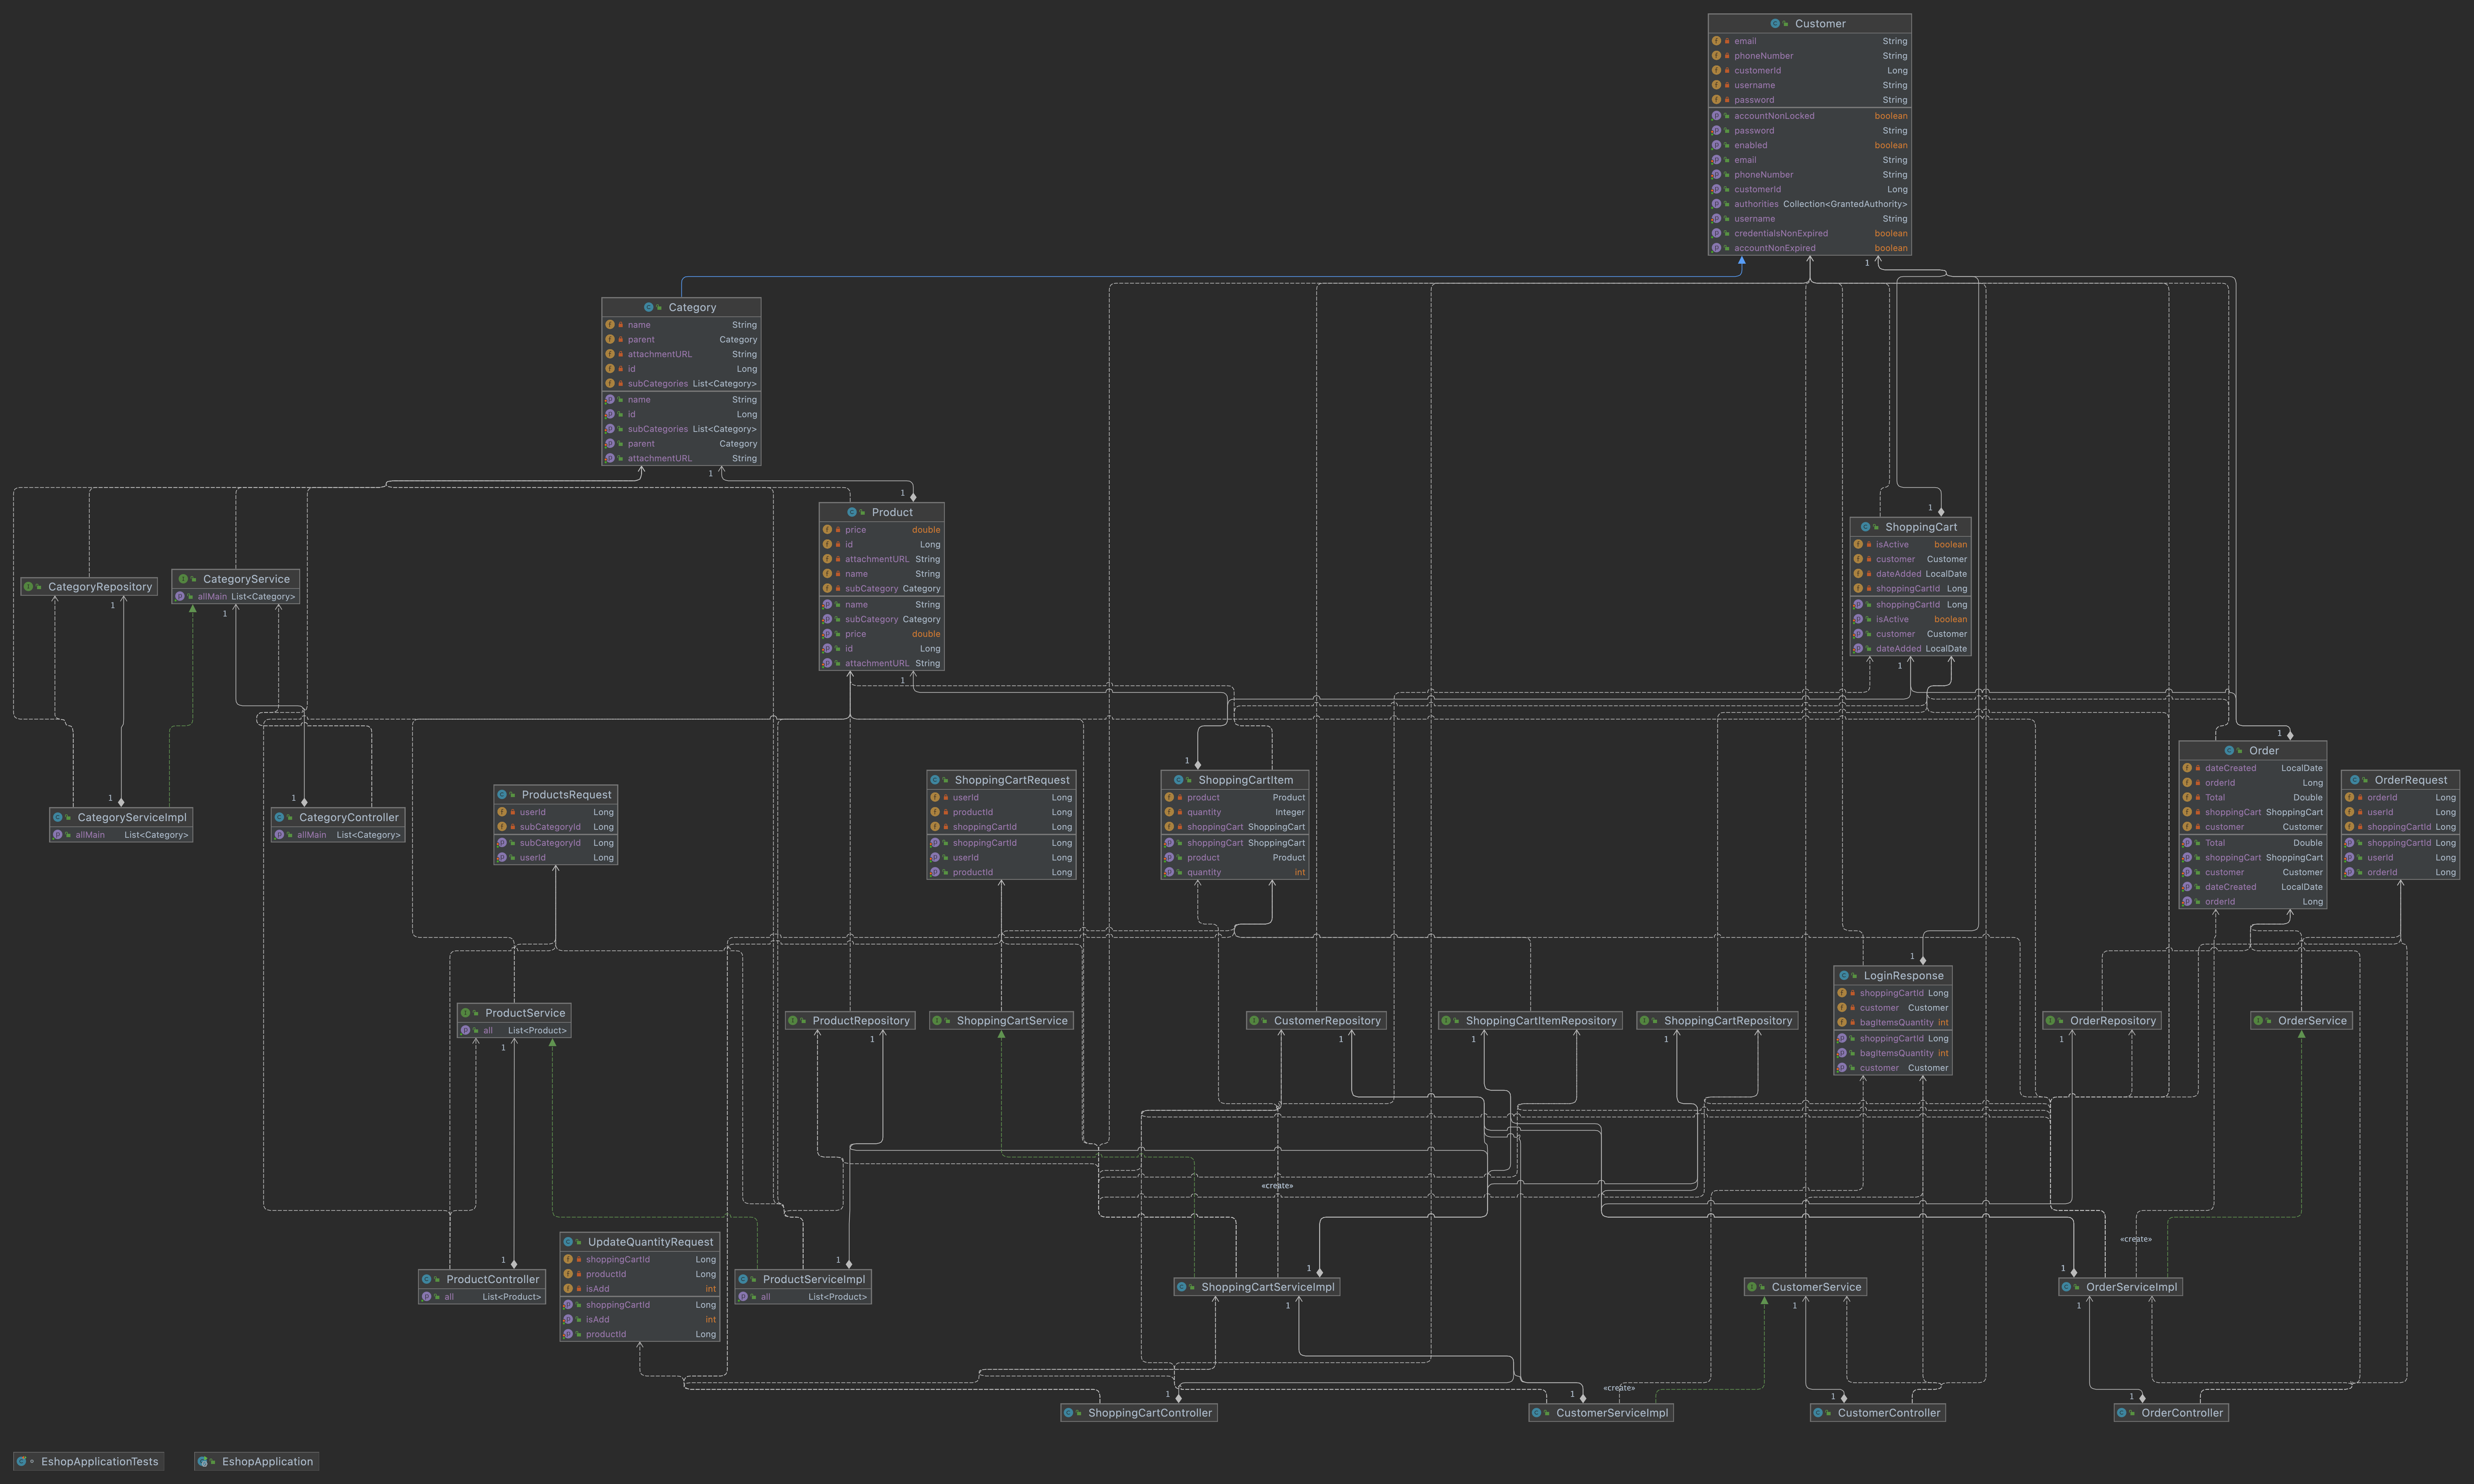 Customer
email String
phoneNumber String
customerId Long
username String
password String
accountNonLocked boolean
password String
enabled boolean
email String
phoneNumber String
customerId Long
authorities Collection<GrantedAuthority>
username String
credentialsNonExpired boolean
accountNonExpired boolean
1
Category
name String
parent Category
attachmentURL String
id Long
subCategories List<Category>
name String
id Long
subCategories List<Category>
parent Category
attachmentURL String
1
1
Product
price double
id Long
attachmentURL String
name String
subCategory Category
name String
subCategory Category
price double
id Long
attachmentURL String
1
1
ShoppingCart
isActive boolean
customer Customer
dateAdded LocalDate
shoppingCartId Long
shoppingCartId Long
isActive boolean
customer Customer
dateAdded LocalDate
1
CategoryRepository
1
CategoryService
allMain List<Category>
1
1
CategoryServiceImpl
allMain List<Category>
1
CategoryController
allMain List<Category>
ProductsRequest
userId Long
subCategoryId Long
subCategoryId Long
userId Long
ShoppingCartRequest
userId Long
productId Long
shoppingCartId Long
shoppingCartId Long
userId Long
productId Long
1
ShoppingCartItem
product Product
quantity Integer
shoppingCart ShoppingCart
shoppingCart ShoppingCart
product Product
quantity int
1
Order
dateCreated LocalDate
orderId Long
Total Double
shoppingCart ShoppingCart
customer Customer
Total Double
shoppingCart ShoppingCart
customer Customer
dateCreated LocalDate
orderId Long
OrderRequest
orderId Long
userId Long
shoppingCartId Long
shoppingCartId Long
userId Long
orderId Long
1
LoginResponse
shoppingCartId Long
customer Customer
bagItemsQuantity int
shoppingCartId Long
bagItemsQuantity int
customer Customer
ProductService
all List<Product>
1
ProductRepository
1
ShoppingCartService
CustomerRepository
1
ShoppingCartItemRepository
1
ShoppingCartRepository
1
OrderRepository
1
OrderService
«create»
«create»
UpdateQuantityRequest
shoppingCartId Long
productId Long
isAdd int
shoppingCartId Long
isAdd int
productId Long
1
ProductController
all List<Product>
1
ProductServiceImpl
all List<Product>
1
ShoppingCartServiceImpl
1
CustomerService
1
1
OrderServiceImpl
1
«create»
1
ShoppingCartController
1
CustomerServiceImpl
1
CustomerController
1
OrderController
EshopApplicationTests
EshopApplication